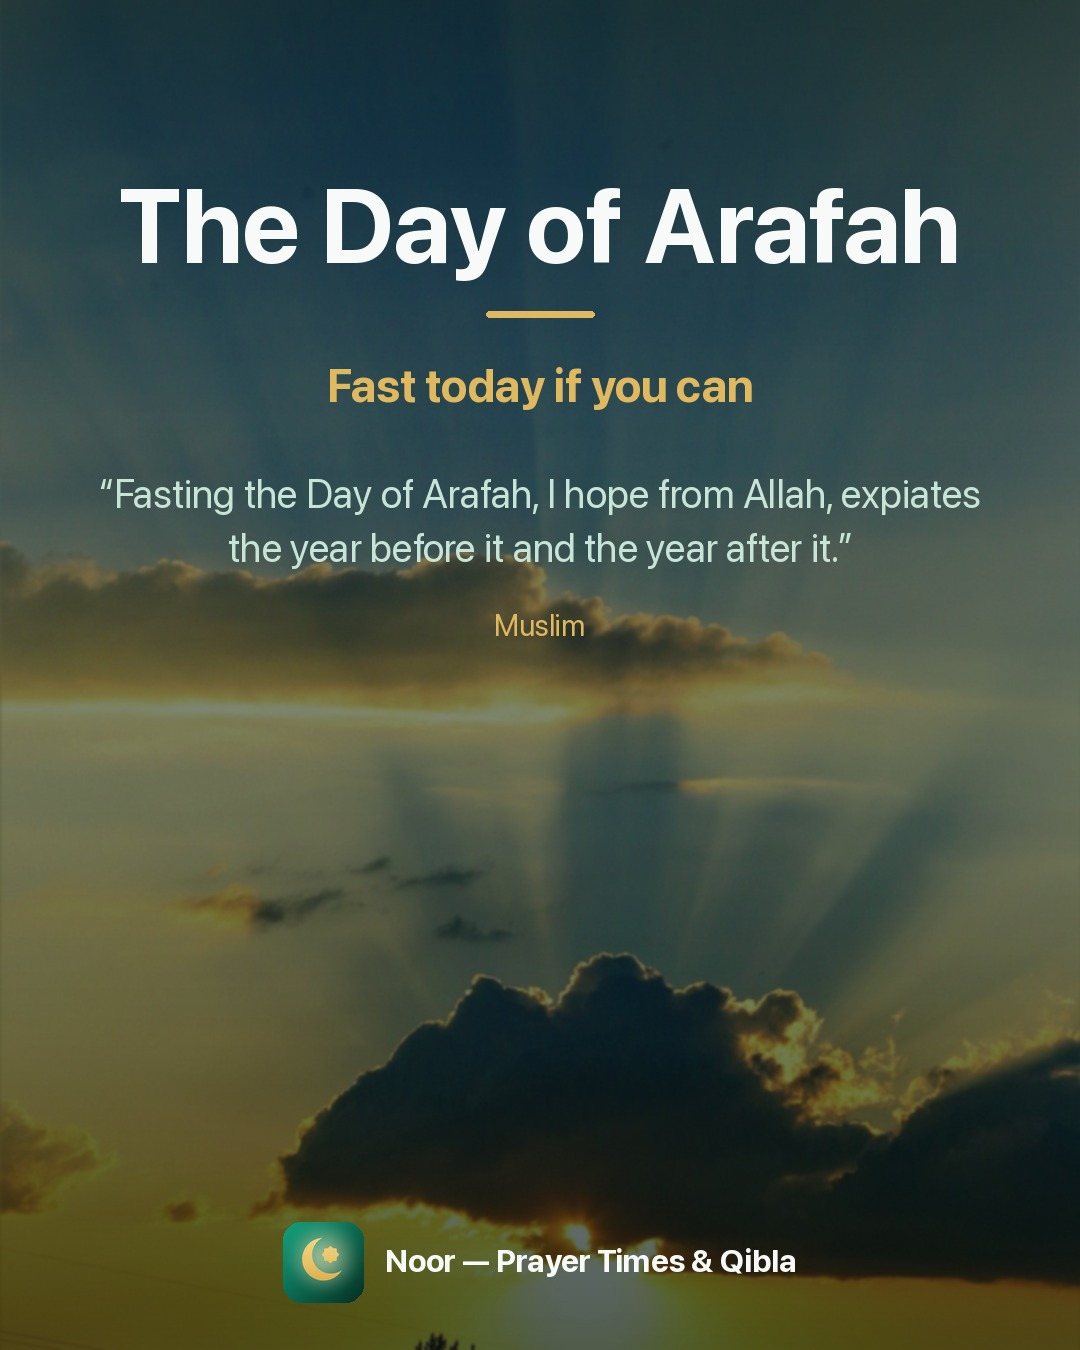 The Day of Arafah
Fast today if you can
“Fasting the Day of Arafah, I hope from Allah, expiates
the year before it and the year after it.”
Muslim
Noor — Prayer Times & Qibla